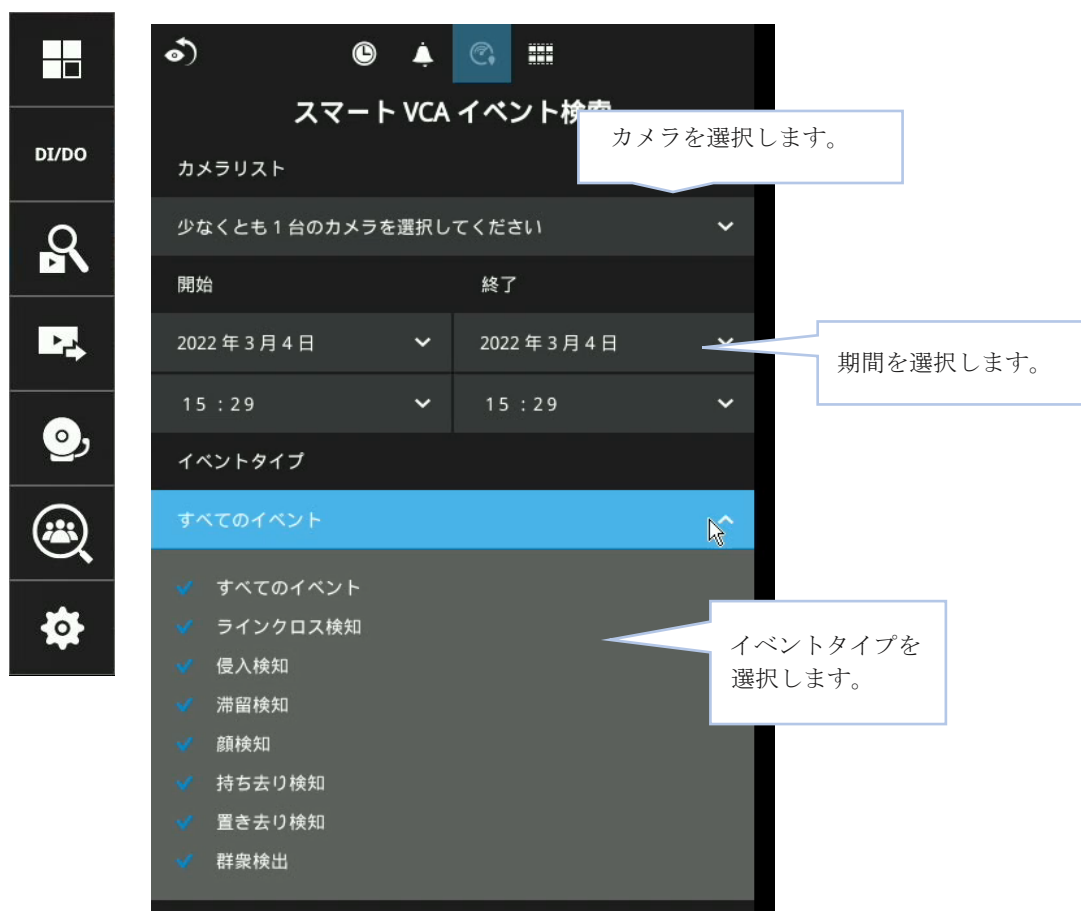 DI/DO
スマート VCA イベント検索
カメラを選択します。
カメラリスト
少なくとも 1 台のカメラを選択してください
開始
終了
2022 年 3 月 4 日
2022 年 3 月 4 日
期間を選択します。
15 : 29
15 : 29
イベントタイプ
すべてのイベント
すべてのイベント
ラインクロス検知
侵入検知
滞留検知
顔検知
持ち去り検知
置き去り検知
群衆検出
イベントタイプを
選択します。